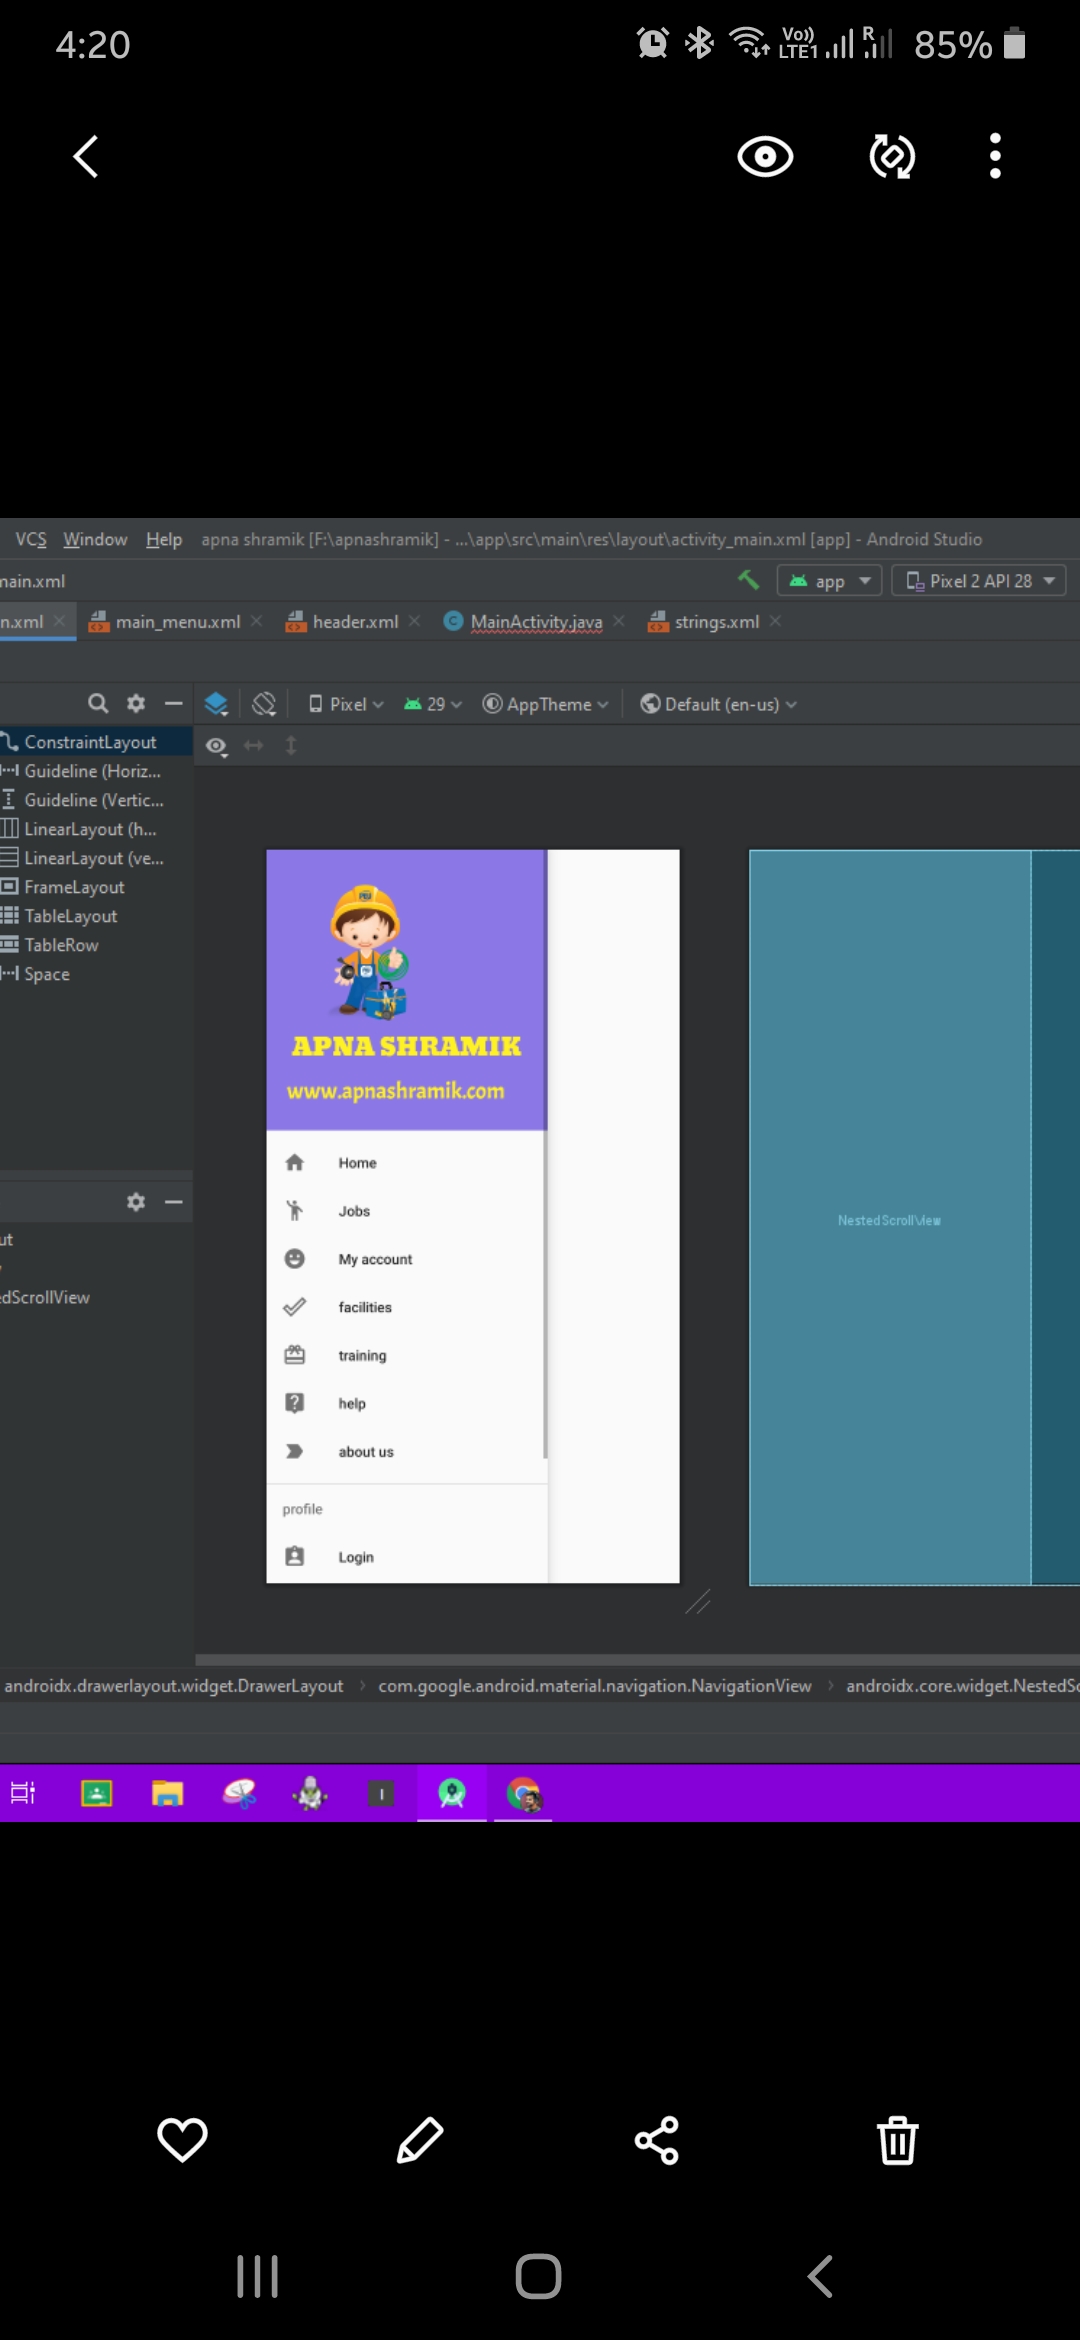 4:20 Vo)) LTE1 R 85%
VCS Window Help apna shramik [F:\apnashramik] - ...\app\src\main\res\layout\activity_main.xml [app] - Android Studio
main.xml app Pixel 2 API 28
n.xml main_menu.xml header.xml MainActivity.java strings.xml
Pixel 29 AppTheme Default (en-us)
ConstraintLayout
Guideline (Horiz...
Guideline (Vertic...
LinearLayout (h...
LinearLayout (ve...
FrameLayout
TableLayout
TableRow
Space
APNA SHRAMIK
www.apnashramik.com
Home
Jobs
My account
facilities
training
help
about us
profile
Login
NestedScrollView
ut
edScrollView
androidx.drawerlayout.widget.DrawerLayout com.google.android.material.navigation.NavigationView androidx.core.widget.NestedSc